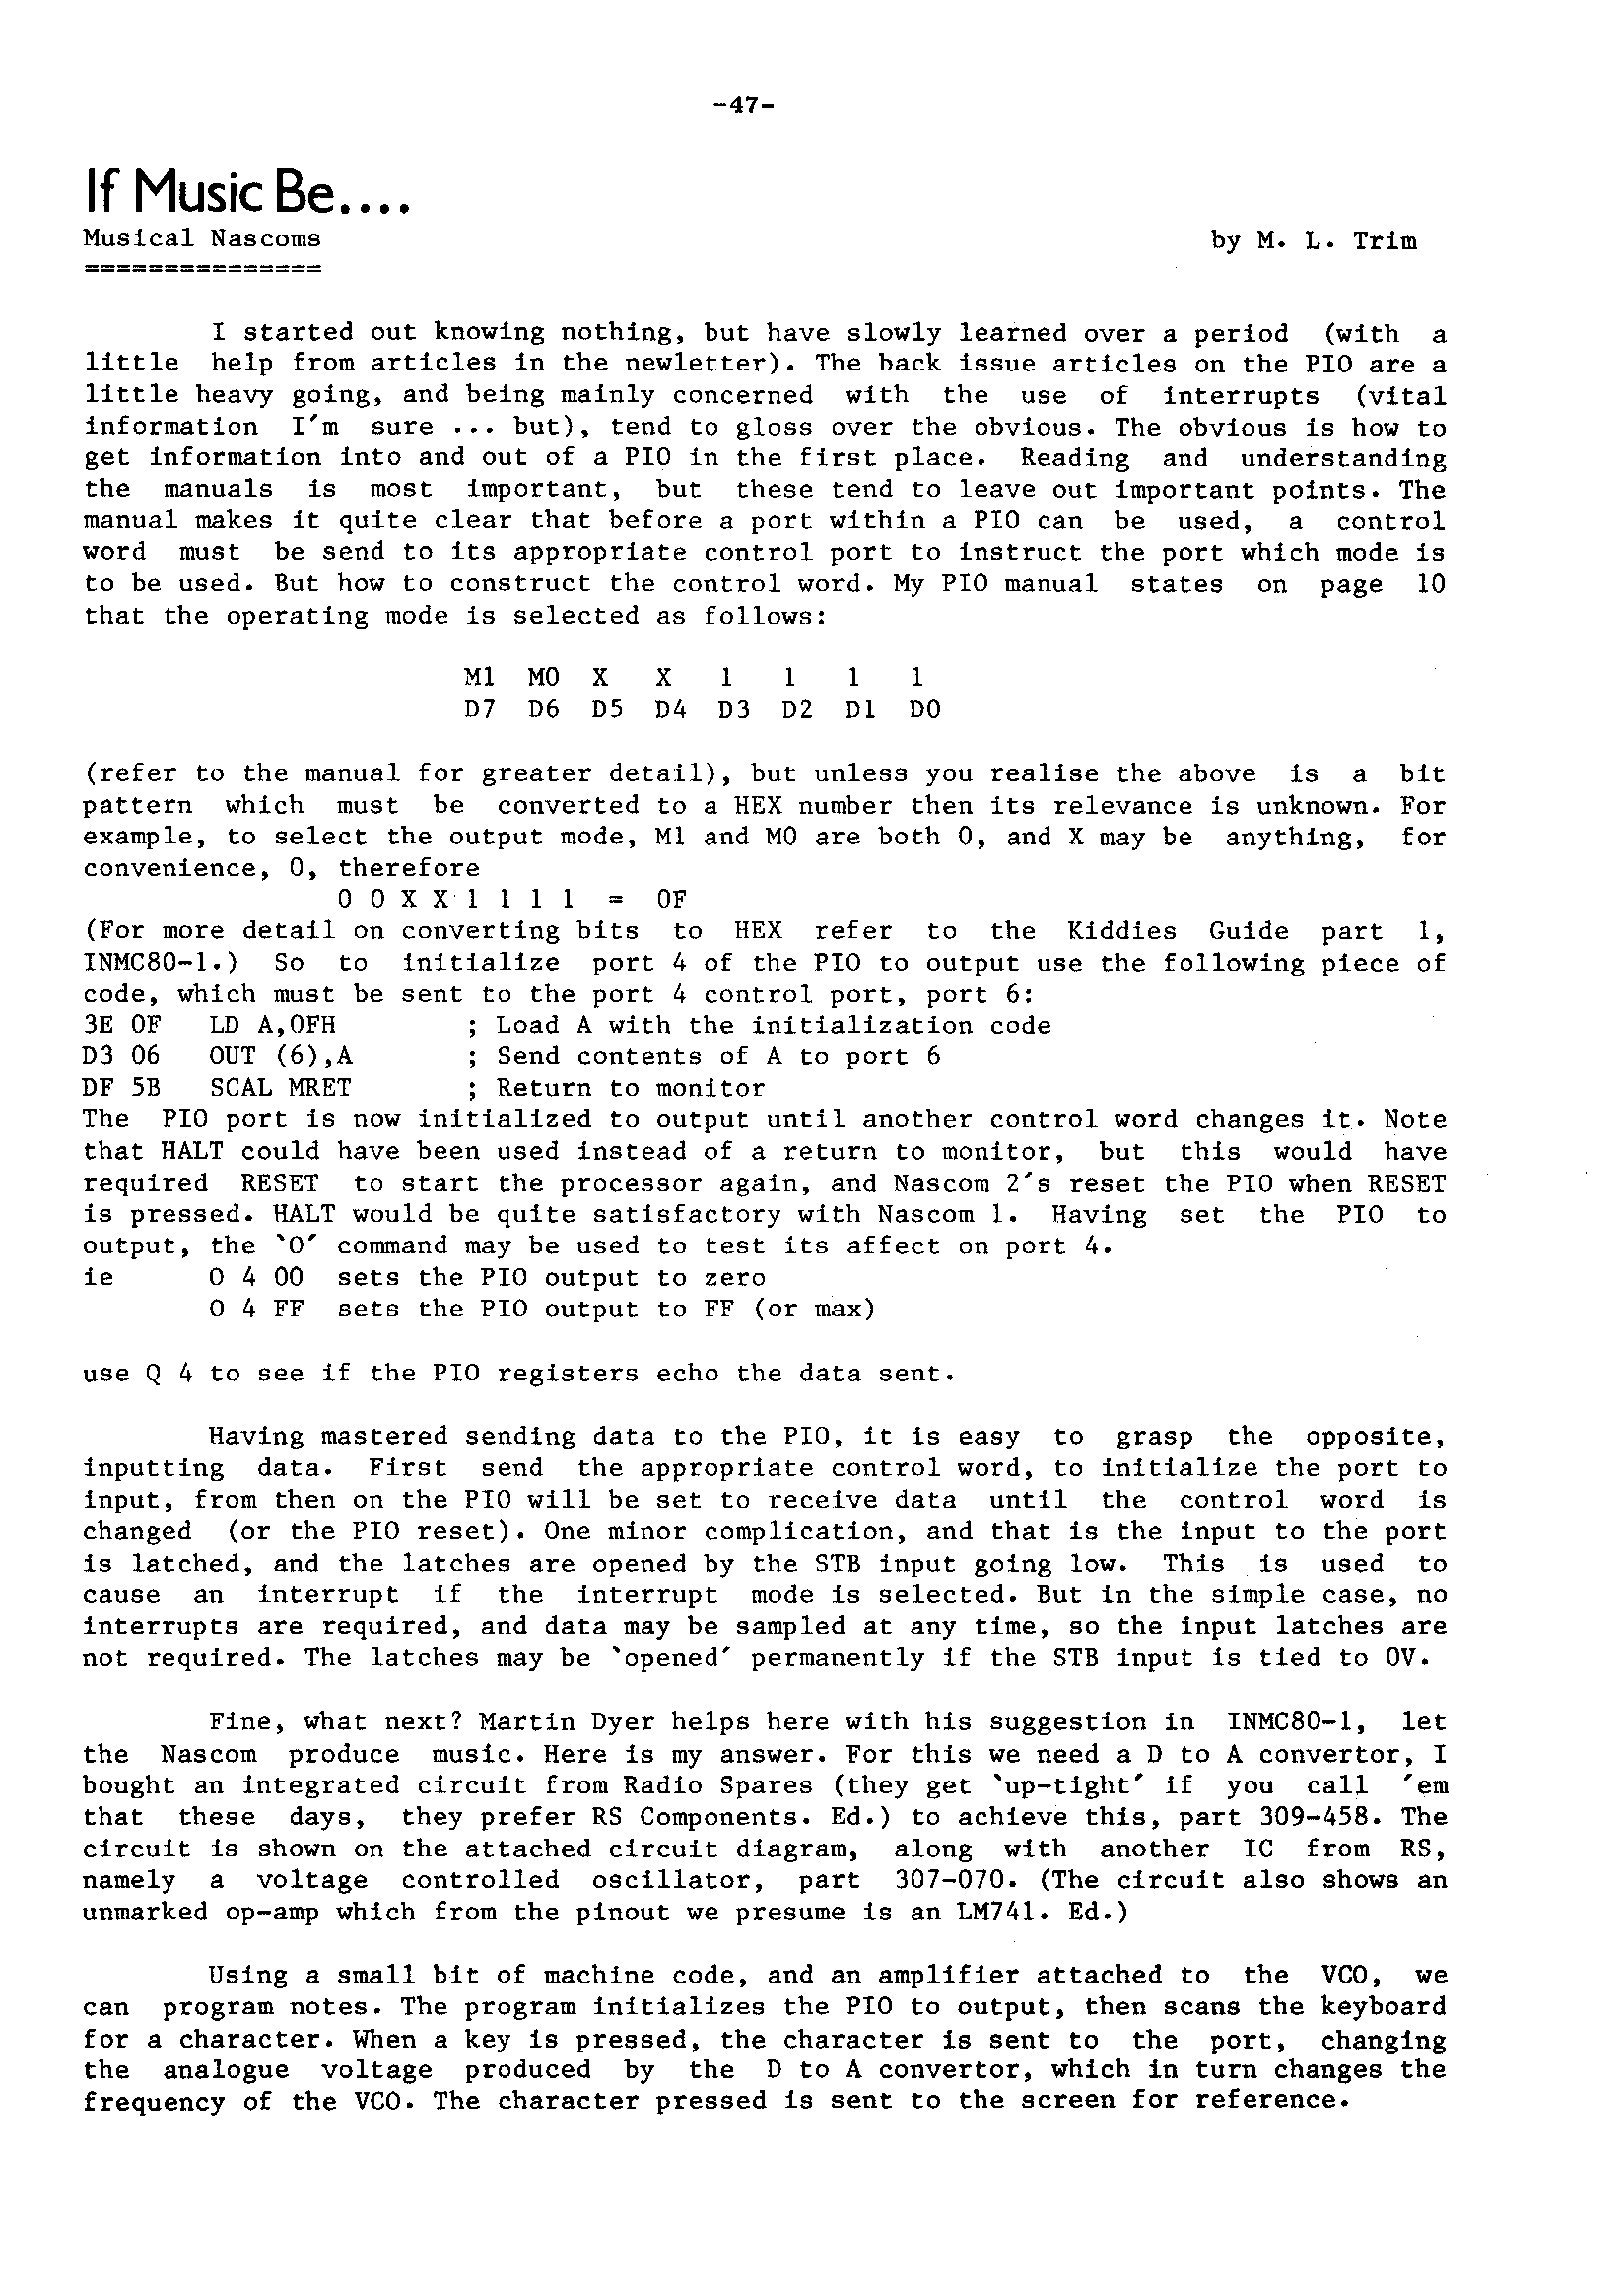 -47-
If Music Be....
Musical Nascoms by M. L. Trim
===============
I started out knowing nothing, but have slowly learned over a period (with a
little help from articles in the newletter). The back issue articles on the PIO are a
little heavy going, and being mainly concerned with the use of interrupts (vital
information I'm sure ... but), tend to gloss over the obvious. The obvious is how to
get information into and out of a PIO in the first place. Reading and understanding
the manuals is most important, but these tend to leave out important points. The
manual makes it quite clear that before a port within a PIO can be used, a control
word must be send to its appropriate control port to instruct the port which mode is
to be used. But how to construct the control word. My PIO manual states on page 10
that the operating mode is selected as follows:
M1 M0 X X 1 1 1 1
D7 D6 D5 D4 D3 D2 D1 D0
(refer to the manual for greater detail), but unless you realise the above is a bit
pattern which must be converted to a HEX number then its relevance is unknown. For
example, to select the output mode, M1 and M0 are both 0, and X may be anything, for
convenience, 0, therefore
0 0 X X 1 1 1 1 = 0F
(For more detail on converting bits to HEX refer to the Kiddies Guide part 1,
INMC80-1.) So to initialize port 4 of the PIO to output use the following piece of
code, which must be sent to the port 4 control port, port 6:
3E 0F LD A,0FH ; Load A with the initialization code
D3 06 OUT (6),A ; Send contents of A to port 6
DF 5B SCAL MRET ; Return to monitor
The PIO port is now initialized to output until another control word changes it. Note
that HALT could have been used instead of a return to monitor, but this would have
required RESET to start the processor again, and Nascom 2's reset the PIO when RESET
is pressed. HALT would be quite satisfactory with Nascom 1. Having set the PIO to
output, the `O' command may be used to test its affect on port 4.
ie O 4 00 sets the PIO output to zero
O 4 FF sets the PIO output to FF (or max)
use Q 4 to see if the PIO registers echo the data sent.
Having mastered sending data to the PIO, it is easy to grasp the opposite,
inputting data. First send the appropriate control word, to initialize the port to
input, from then on the PIO will be set to receive data until the control word is
changed (or the PIO reset). One minor complication, and that is the input to the port
is latched, and the latches are opened by the STB input going low. This is used to
cause an interrupt if the interrupt mode is selected. But in the simple case, no
interrupts are required, and data may be sampled at any time, so the input latches are
not required. The latches may be `opened' permanently if the STB input is tied to 0V.
Fine, what next? Martin Dyer helps here with his suggestion in INMC80-1, let
the Nascom produce music. Here is my answer. For this we need a D to A convertor, I
bought an integrated circuit from Radio Spares (they get `up-tight' if you call 'em
that these days, they prefer RS Components. Ed.) to achieve this, part 309-458. The
circuit is shown on the attached circuit diagram, along with another IC from RS,
namely a voltage controlled oscillator, part 307-070. (The circuit also shows an
unmarked op-amp which from the pinout we presume is an LM741. Ed.)
Using a small bit of machine code, and an amplifier attached to the VCO, we
can program notes. The program initializes the PIO to output, then scans the keyboard
for a character. When a key is pressed, the character is sent to the port, changing
the analogue voltage produced by the D to A convertor, which in turn changes the
frequency of the VCO. The character pressed is sent to the screen for reference.